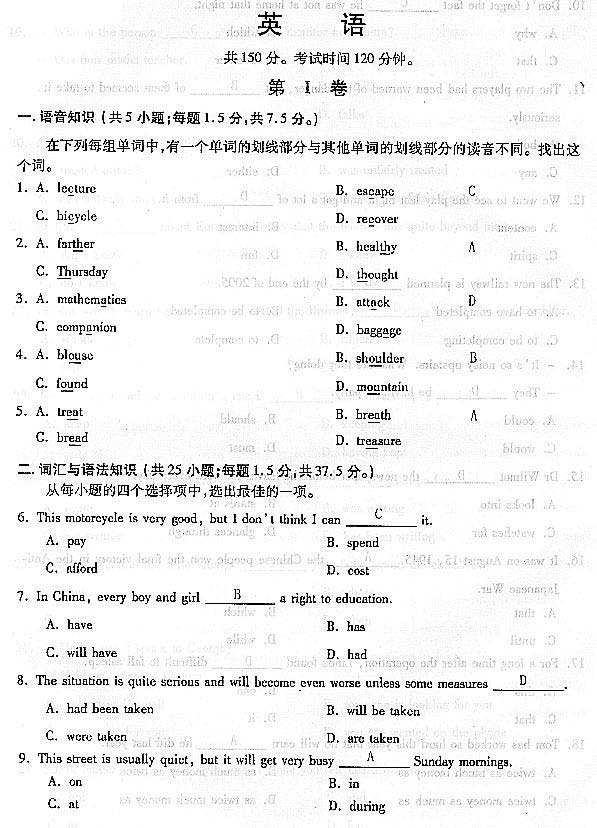 英 语
共150分。考试时间120分钟。
第 I 卷
一.语音知识(共5小题;每题1.5分,共7.5分。)
在下列每组单词中,有一个单词的划线部分与其他单词的划线部分的读音不同。找出这
个词。
1. A. lecture B. escape C
C. bicycle D. recover
2. A. farther B. healthy A
C. Thursday D. thought
3. A. mathematics B. attack D
C. companion D. baggage
4. A. blouse B. shoulder B
C. found D. mountain
5. A. treat B. breath A
C. bread D. treasure
二.词汇与语法知识(共25小题;每题1.5分,共37.5分。)
从每小题的四个选择项中,选出最佳的一项。
6. This motorcycle is very good, but I don't think I can C it.
A. pay B. spend
C. afford D. cost
7. In China, every boy and girl B a right to education.
A. have B. has
C. will have D. had
8. The situation is quite serious and will become even worse unless some measures D .
A. had been taken B. will be taken
C. were taken D. are taken
9. This street is usually quiet, but it will get very busy A Sunday mornings.
A. on B. in
C. at D. during